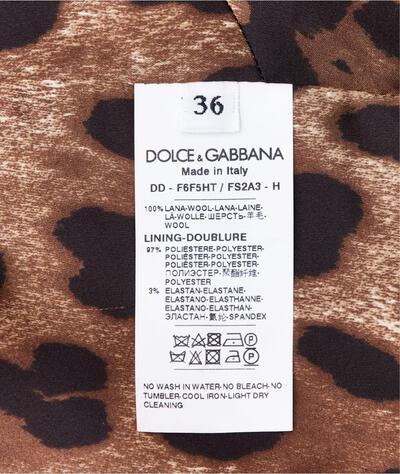 36
DOLCE & GABBANA
Made in Italy
DD - F6F5HT / FS2A3 - H
100% LANA-WOOL-LANA-LAINE-
LÃ-WOLLE-ШЕРСТЬ-羊毛-
WOOL
LINING-DOUBLURE
97% POLIESTERE-POLYESTER-
POLIÉSTER-POLYESTER-
POLIÉSTER-POLYESTER-
ПОЛИЭСТЕР-聚酯纤维-
POLYESTER
3% ELASTAN-ELASTANE-
ELASTANO-ELASTHANNE-
ELASTANO-ELASTHAN-
ЭЛАСТАН-氨纶-SPANDEX
NO WASH IN WATER-NO BLEACH-NO
TUMBLER-COOL IRON-LIGHT DRY
CLEANING